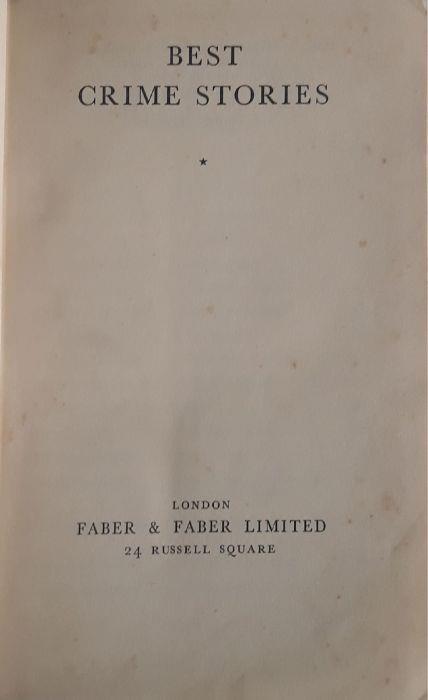 BEST
CRIME STORIES
★
LONDON
FABER & FABER LIMITED
24 RUSSELL SQUARE